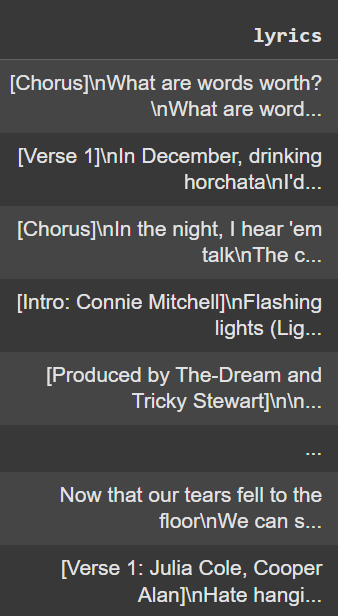 lyrics
[Chorus]\nWhat are words worth?
\nWhat are word...
[Verse 1]\nIn December, drinking
horchata\nI'd...
[Chorus]\nIn the night, I hear 'em
talk\nThe c...
[Intro: Connie Mitchell]\nFlashing
lights (Lig...
[Produced by The-Dream and
Tricky Stewart]\n\n...
...
Now that our tears fell to the
floor\nWe can s...
[Verse 1: Julia Cole, Cooper
Alan]\nHate hangi...